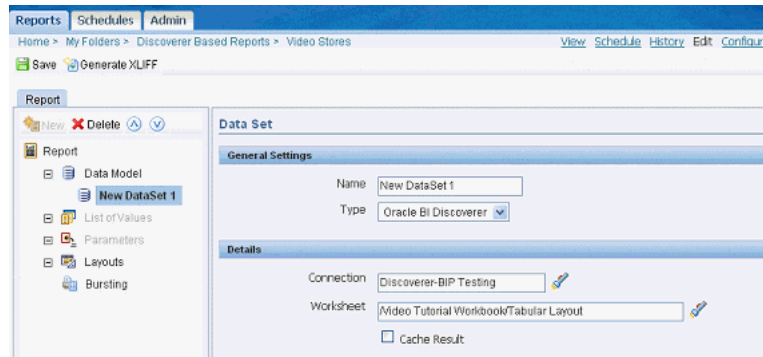 Reports Schedules Admin
Home > My Folders > Discoverer Based Reports > Video Stores View Schedule History Edit Configur
Save Generate XLIFF
Report
New Delete
Data Set
Report
General Settings
Data Model
Name New DataSet 1
New DataSet 1
Type Oracle BI Discoverer
List of Values
Parameters
Details
Layouts
Connection Discoverer-BIP Testing
Bursting
Worksheet /Video Tutorial Workbook/Tabular Layout
Cache Result